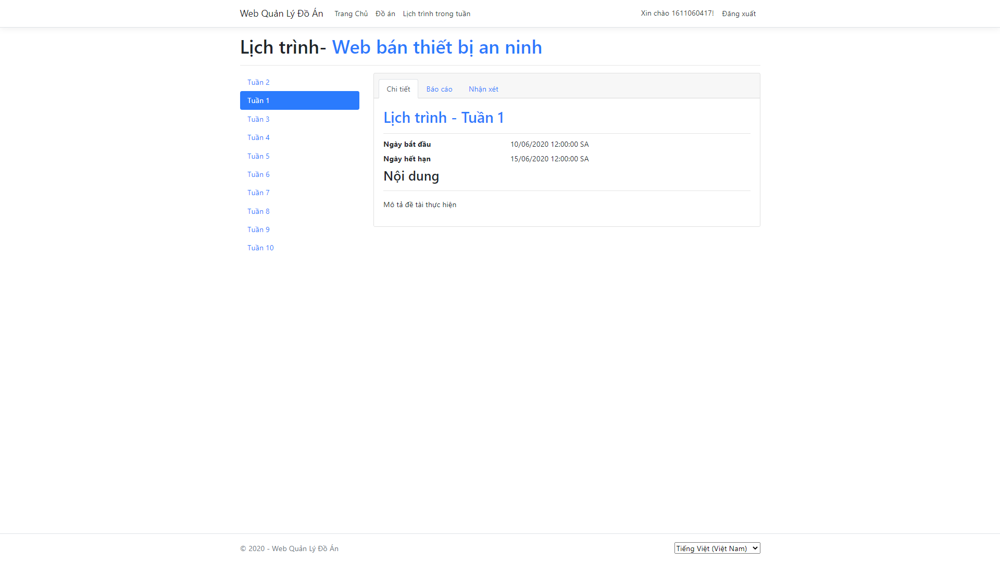 Web Quản Lý Đồ Án Trang Chủ Đồ án Lịch trình trong tuần Xin chào 1611060417! Đăng xuất
Lịch trình- Web bán thiết bị an ninh
Tuần 2
Tuần 1
Tuần 3
Tuần 4
Tuần 5
Tuần 6
Tuần 7
Tuần 8
Tuần 9
Tuần 10
Chi tiết Báo cáo Nhận xét
Lịch trình - Tuần 1
Ngày bắt đầu 10/06/2020 12:00:00 SA
Ngày hết hạn 15/06/2020 12:00:00 SA
Nội dung
Mô tả đề tài thực hiện
© 2020 - Web Quản Lý Đồ Án Tiếng Việt (Việt Nam)